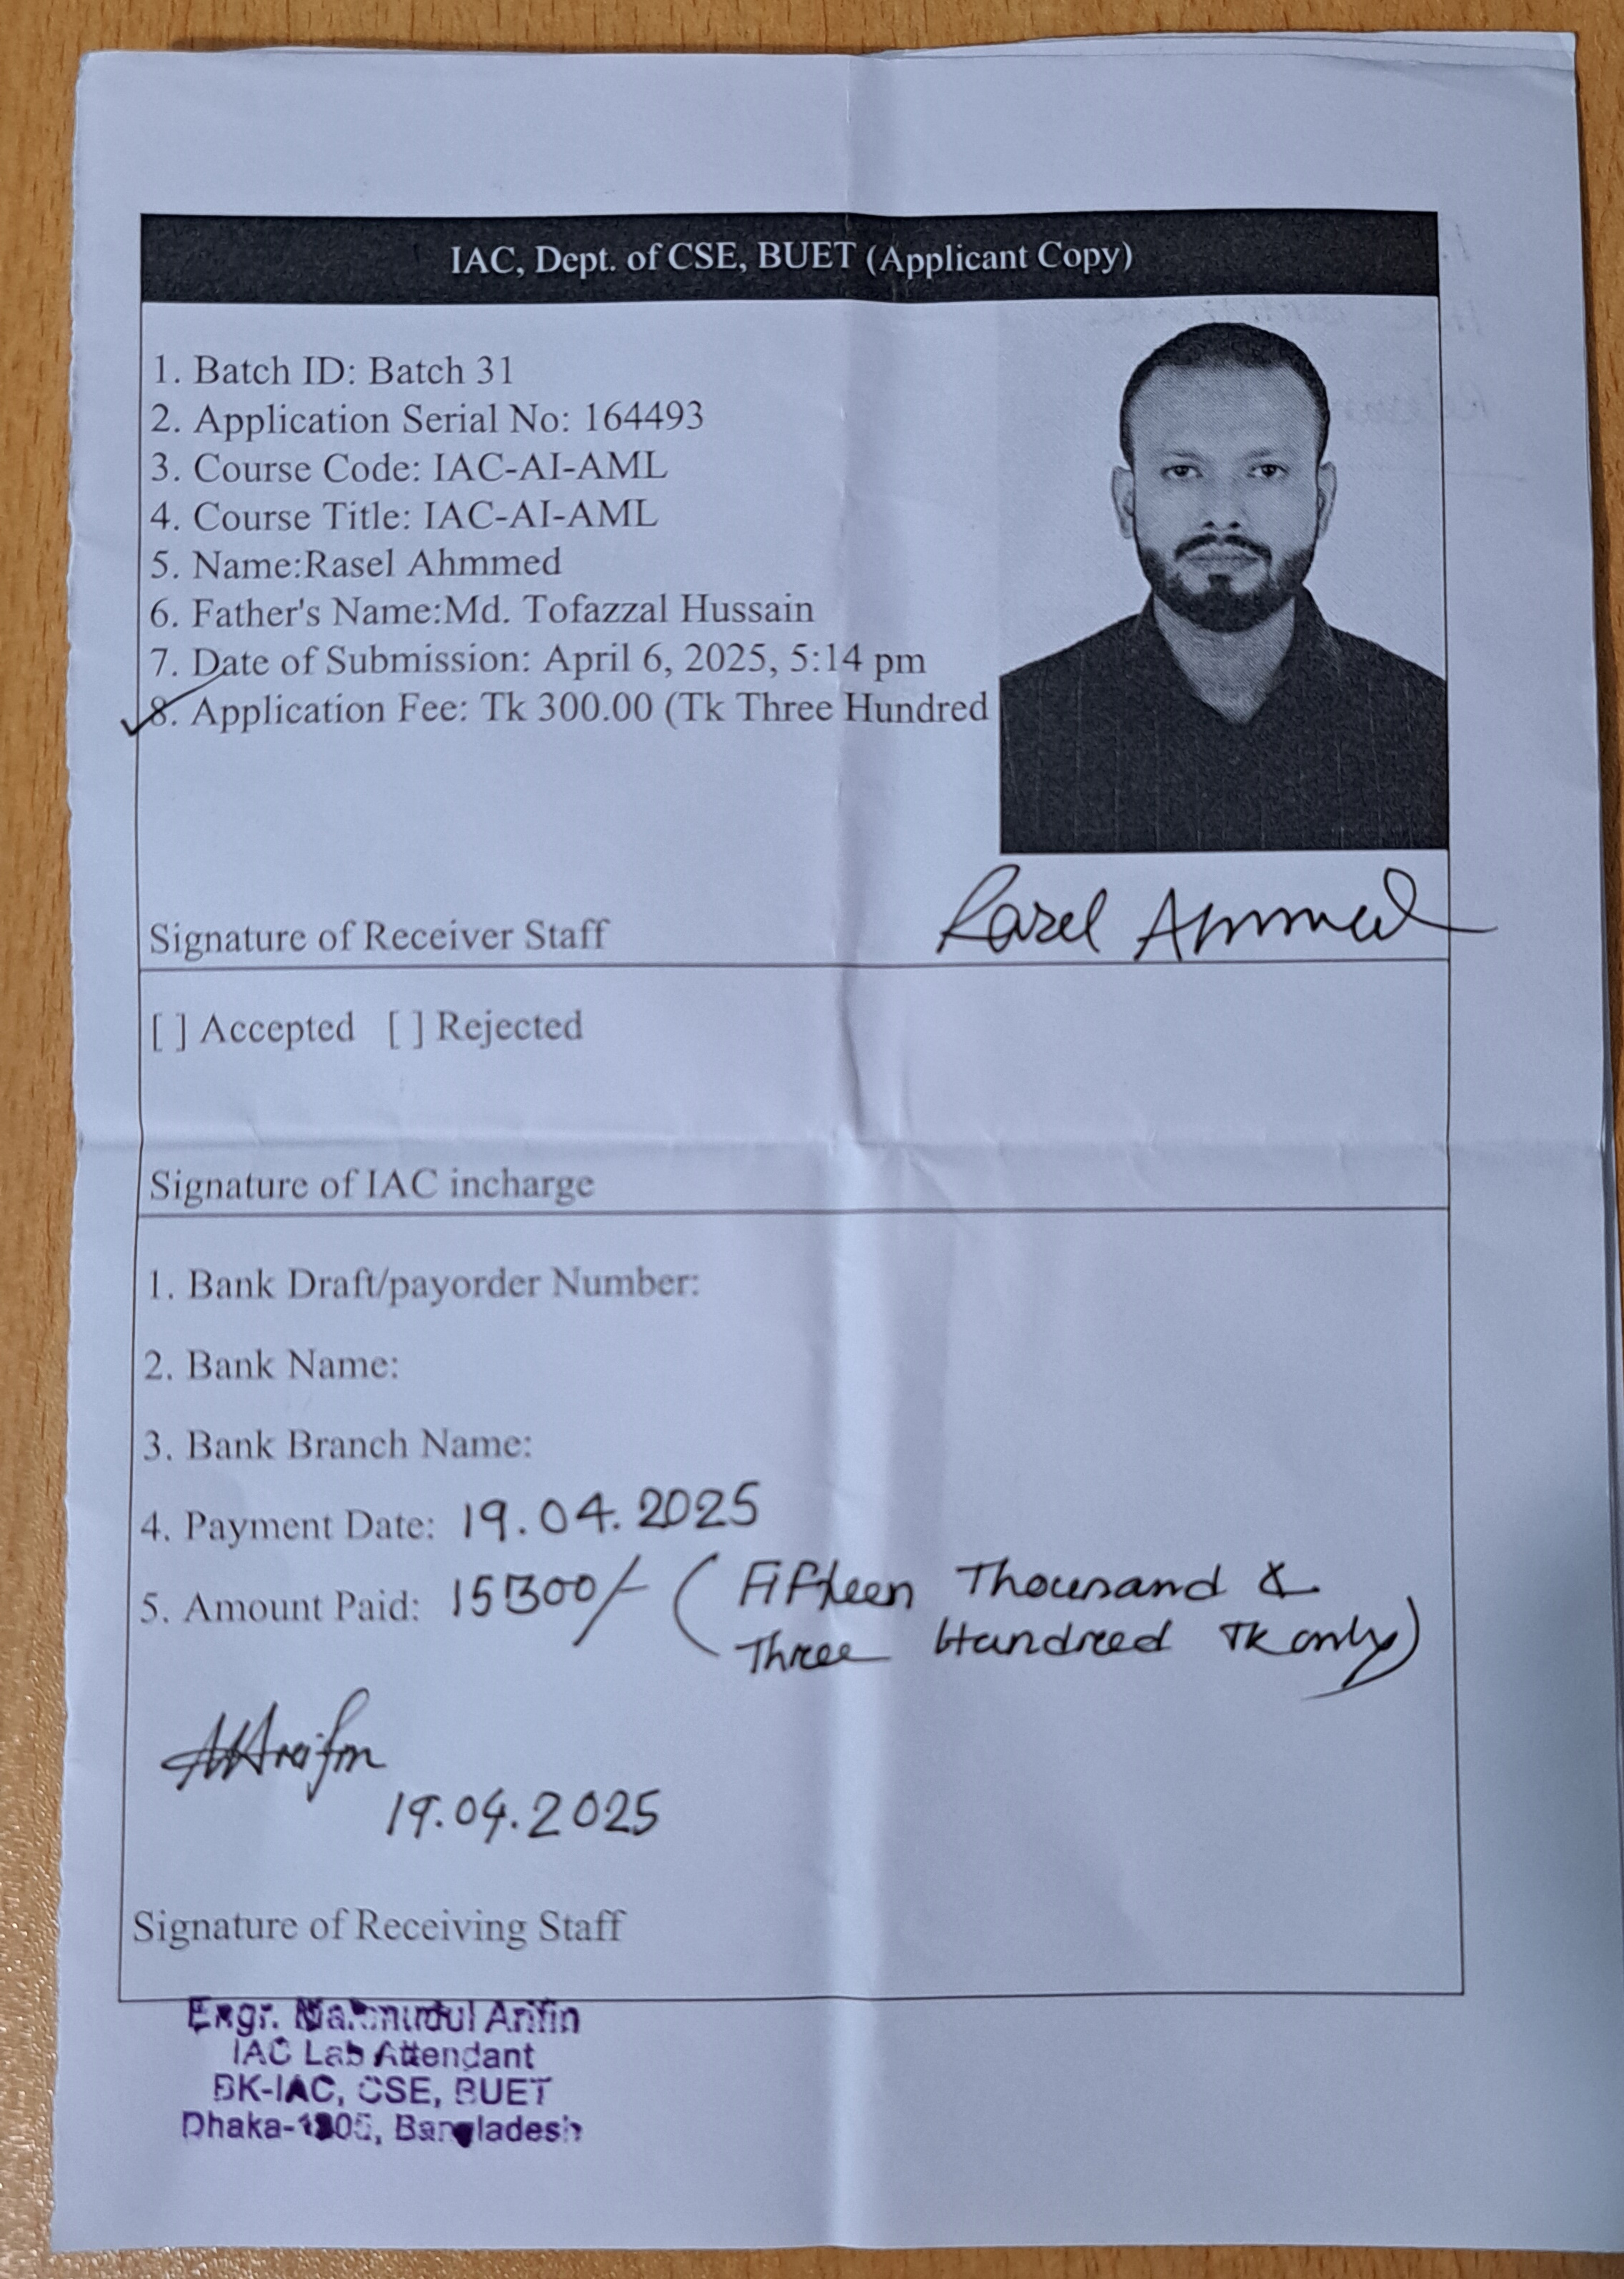 IAC, Dept. of CSE, BUET (Applicant Copy)
1. Batch ID: Batch 31
2. Application Serial No: 164493
3. Course Code: IAC-AI-AML
4. Course Title: IAC-AI-AML
5. Name:Rasel Ahmmed
6. Father's Name:Md. Tofazzal Hussain
7. Date of Submission: April 6, 2025, 5:14 pm
8. Application Fee: Tk 300.00 (Tk Three Hundred
Rasel Ahmmed
Signature of Receiver Staff
[ ] Accepted [ ] Rejected
Signature of IAC incharge
1. Bank Draft/payorder Number:
2. Bank Name:
3. Bank Branch Name:
4. Payment Date: 19.04.2025
5. Amount Paid: 15300/- (Fifteen Thousand &
Three Hundred Tk only)
19.04.2025
Signature of Receiving Staff
Engr. Mahmudul Arifin
IAC Lab Attendant
BK-IAC, CSE, BUET
Dhaka-1205, Bangladesh